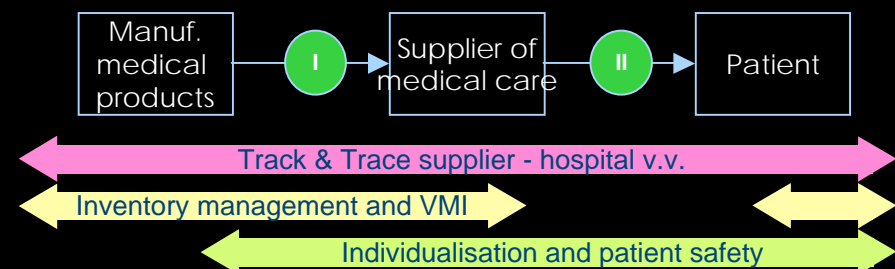 Manuf.
medical
products
I
Supplier of
medical care
II
Patient
Track & Trace supplier - hospital v.v.
Inventory management and VMI
Individualisation and patient safety